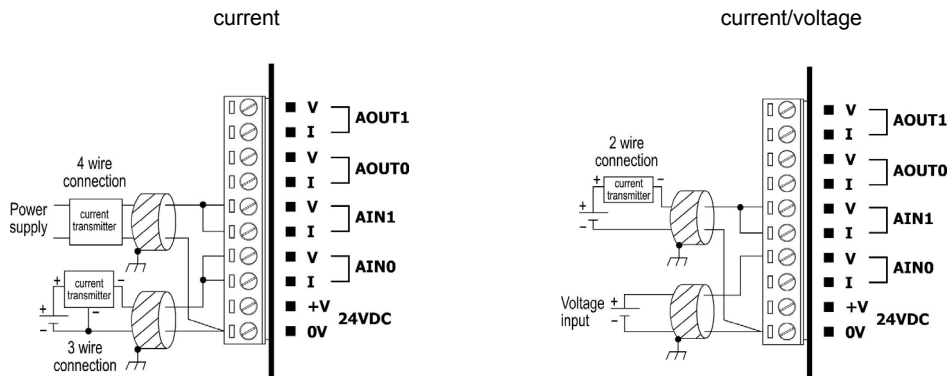 current
V
I
AOUT1
V
I
AOUT0
V
I
AIN1
V
I
AIN0
+V
0V
24VDC
4 wire
connection
Power
supply
current
transmitter
+
-
current
transmitter
-
+
-
3 wire
connection
current/voltage
V
I
AOUT1
V
I
AOUT0
V
I
AIN1
V
I
AIN0
+V
0V
24VDC
2 wire
connection
+
current
transmitter
-
+
-
Voltage
input
+
-